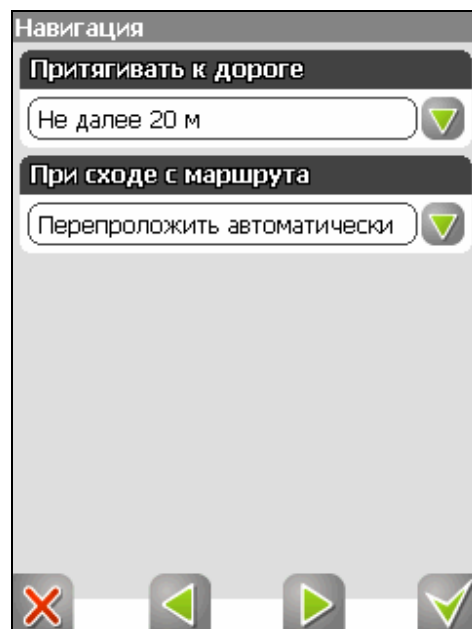 Навигация
Притягивать к дороге
Не далее 20 м
При сходе с маршрута
Перепроложить автоматически